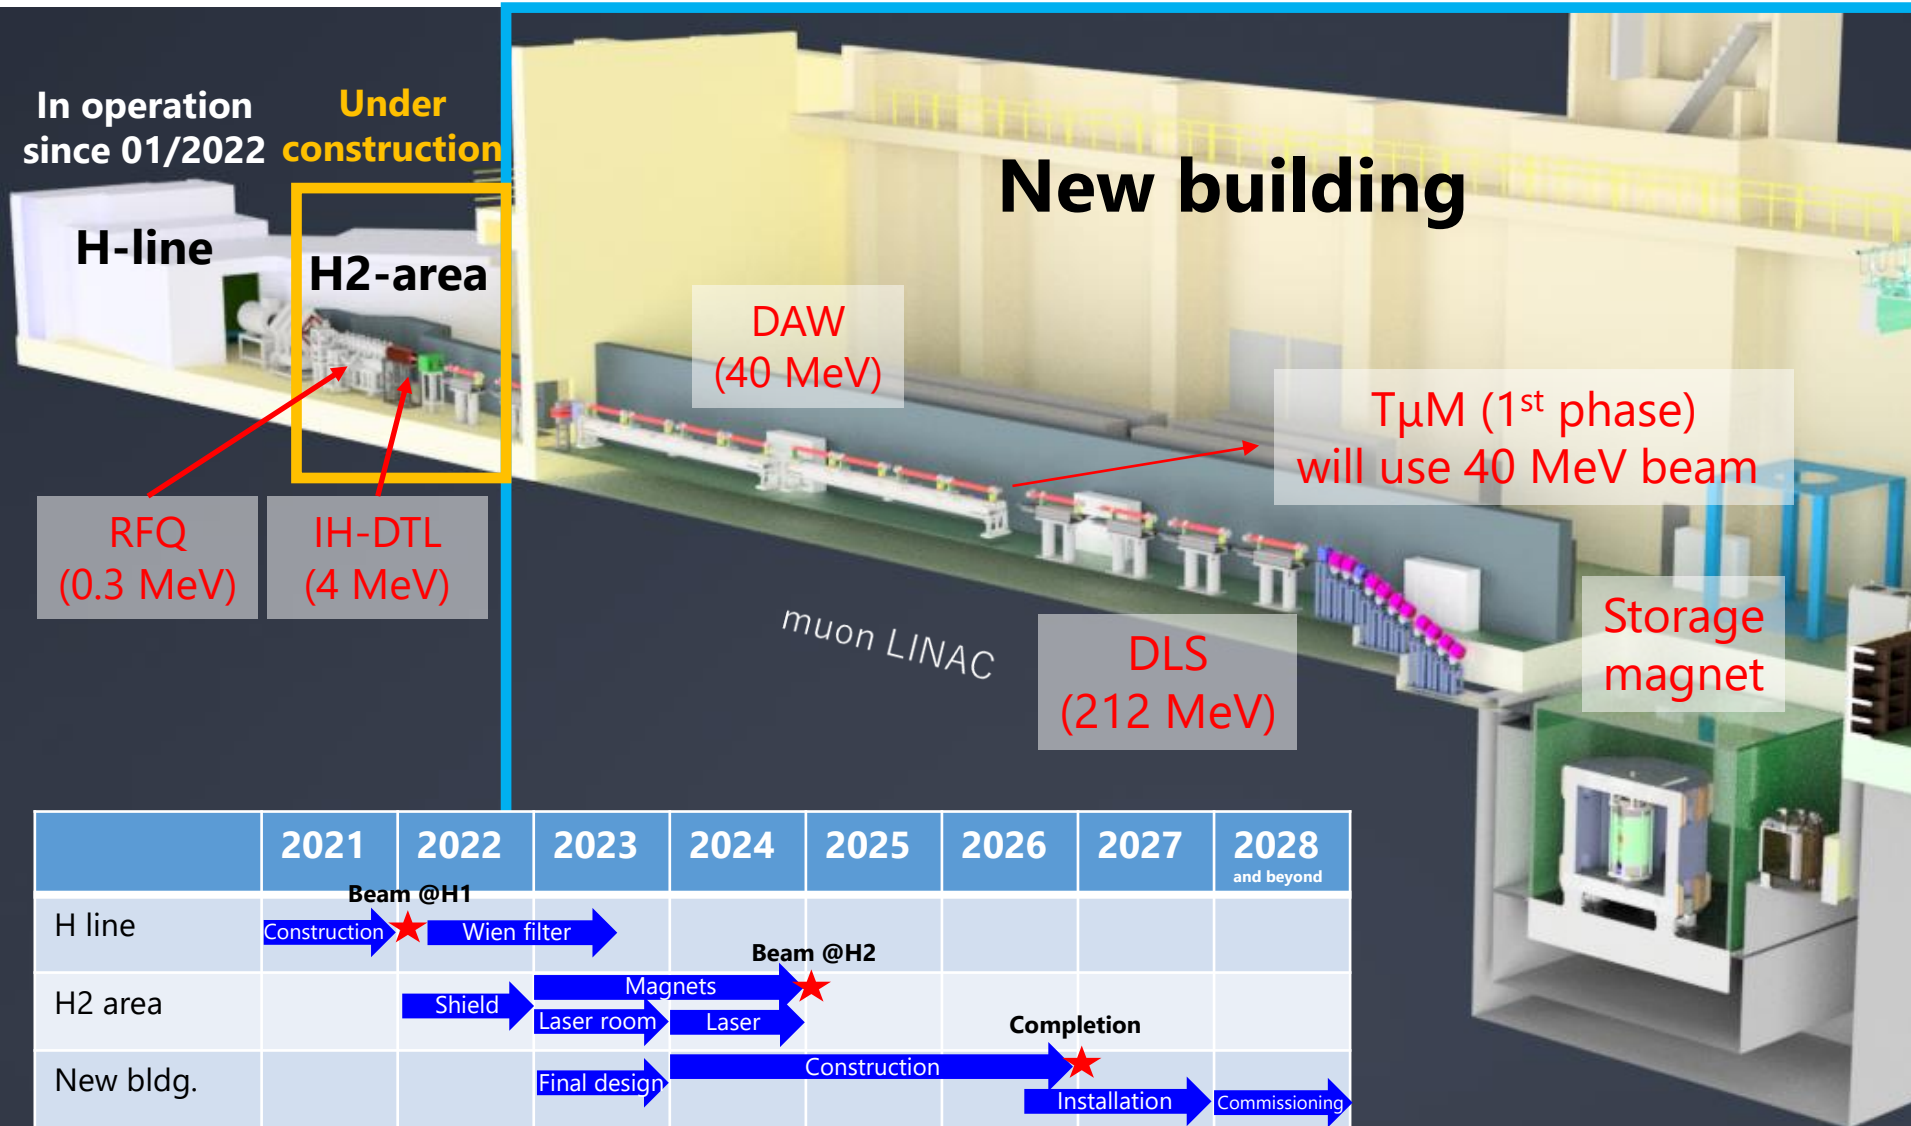 In operation
since 01/2022
Under
construction
New building
H-line
H2-area
DAW
(40 MeV)
TμM (1st phase)
will use 40 MeV beam
RFQ
(0.3 MeV)
IH-DTL
(4 MeV)
muon LINAC
DLS
(212 MeV)
Storage
magnet
2021 2022 2023 2024 2025 2026 2027 2028
and beyond
Beam @H1
H line Construction Wien filter
Beam @H2
Magnets
H2 area Shield
Laser room Laser
Completion
Construction
New bldg. Final design
Installation Commissioning